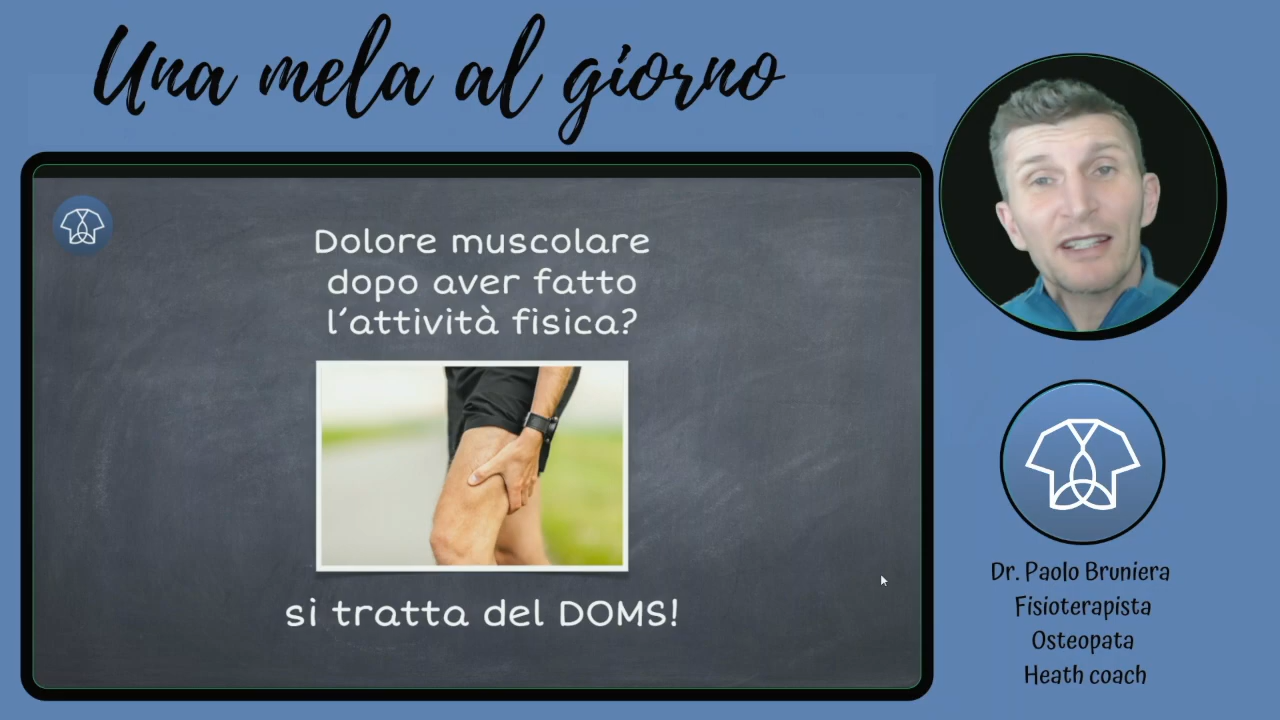 Una mela al giorno
Dolore muscolare
dopo aver fatto
l'attività fisica?
si tratta del DOMS!
Dr. Paolo Bruniera
Fisioterapista
Osteopata
Heath coach